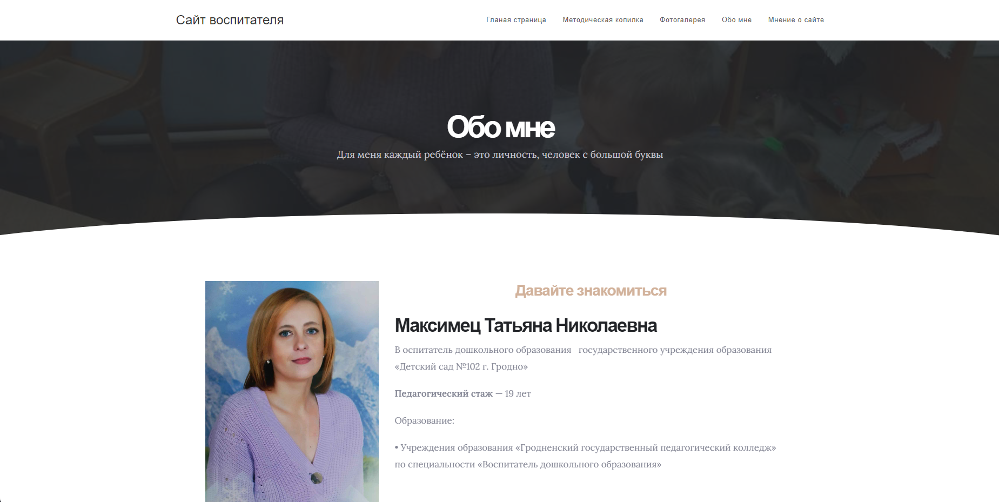 Сайт воспитателя
Гланая страница
Методическая копилка
Фотогалерея
Обо мне
Мнение о сайте
Обо мне
Для меня каждый ребёнок – это личность, человек с большой буквы
Давайте знакомиться
Максимец Татьяна Николаевна
В оспитатель дошкольного образования   государственного учреждения образования
«Детский сад №102 г. Гродно»
Педагогический стаж — 19 лет
Образование:
• Учреждения образования «Гродненский государственный педагогический колледж»
по специальности «Воспитатель дошкольного образования»